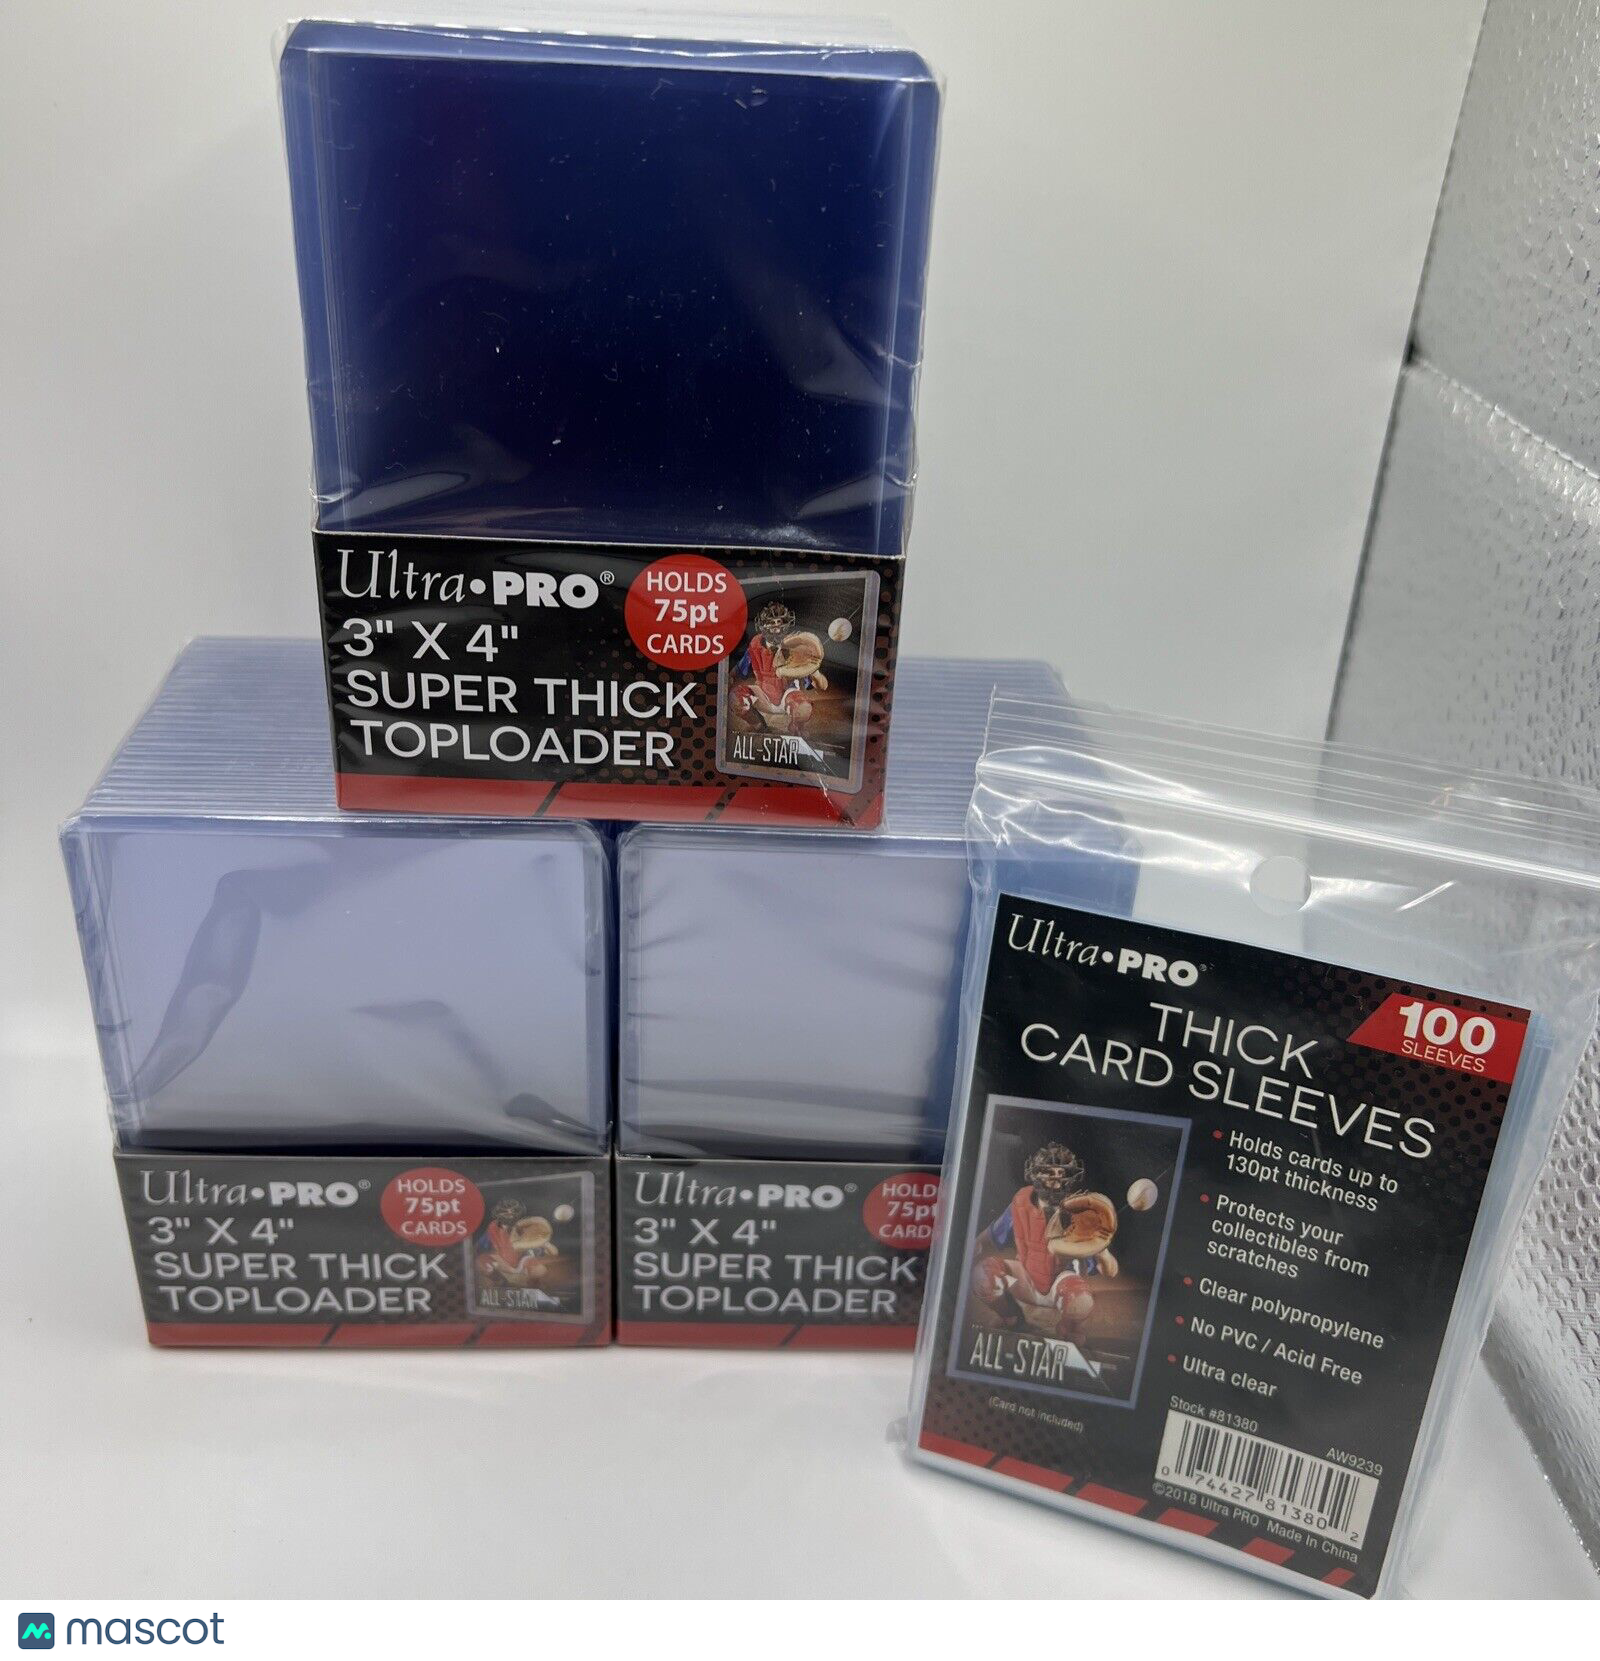 Ultra•PRO®
3" X 4"
SUPER THICK
TOPLOADER
HOLDS
75pt
CARDS
ALL-STAR
Ultra•PRO®
3" X 4"
SUPER THICK
TOPLOADER
HOLDS
75pt
CARDS
ALL-STAR
Ultra•PRO®
3" X 4"
SUPER THICK
TOPLOADER
HOLD
75pt
CARD
Ultra•PRO®
100
SLEEVES
THICK
CARD SLEEVES
• Holds cards up to
130pt thickness
• Protects your
collectibles from
scratches
• Clear polypropylene
• No PVC / Acid Free
• Ultra clear
ALL-STAR
(Card not included)
Stock #81380
AW9239
0 74427 81380 2
©2018 Ultra PRO Made In China
mascot